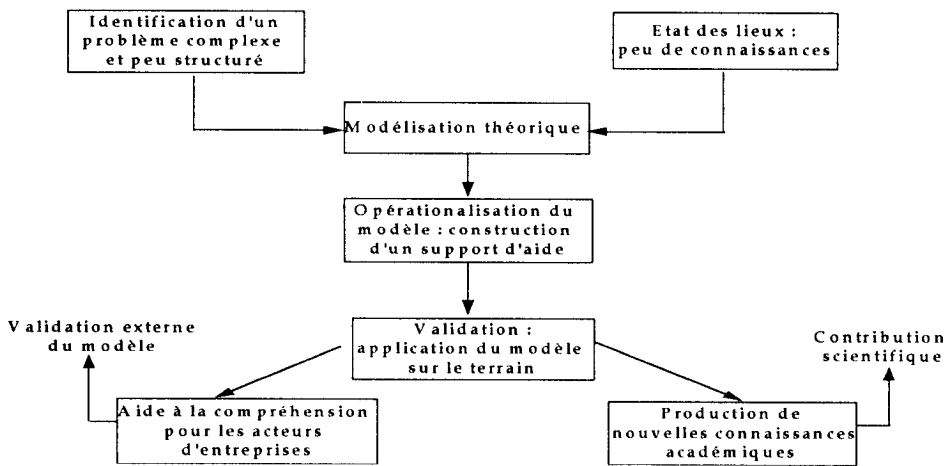 Identification d'un
problème complexe
et peu structuré
Etat des lieux :
peu de connaissances
Modélisation théorique
Opérationalisation du
modèle : construction
d'un support d'aide
Validation :
application du modèle
sur le terrain
Validation externe
du modèle
Contribution
scientifique
Aide à la compréhension
pour les acteurs
d'entreprises
Production de
nouvelles connaissances
académiques